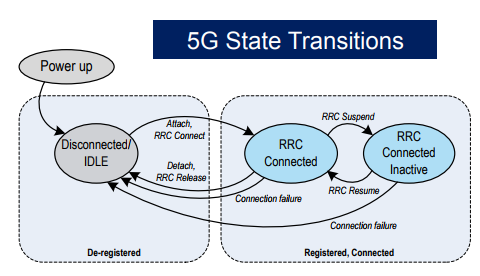 5G State Transitions
Power up
Attach,
RRC Connect
RRC Suspend
Disconnected/
IDLE
RRC
Connected
RRC
Connected
Inactive
Detach,
RRC Release
RRC Resume
Connection failure
Connection failure
De-registered
Registered, Connected